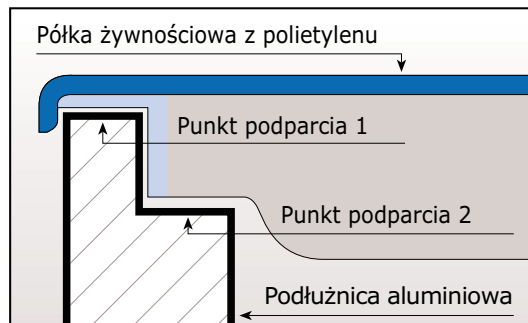 Półka żywnościowa z polietylenu
Punkt podparcia 1
Punkt podparcia 2
Podłużnica aluminiowa